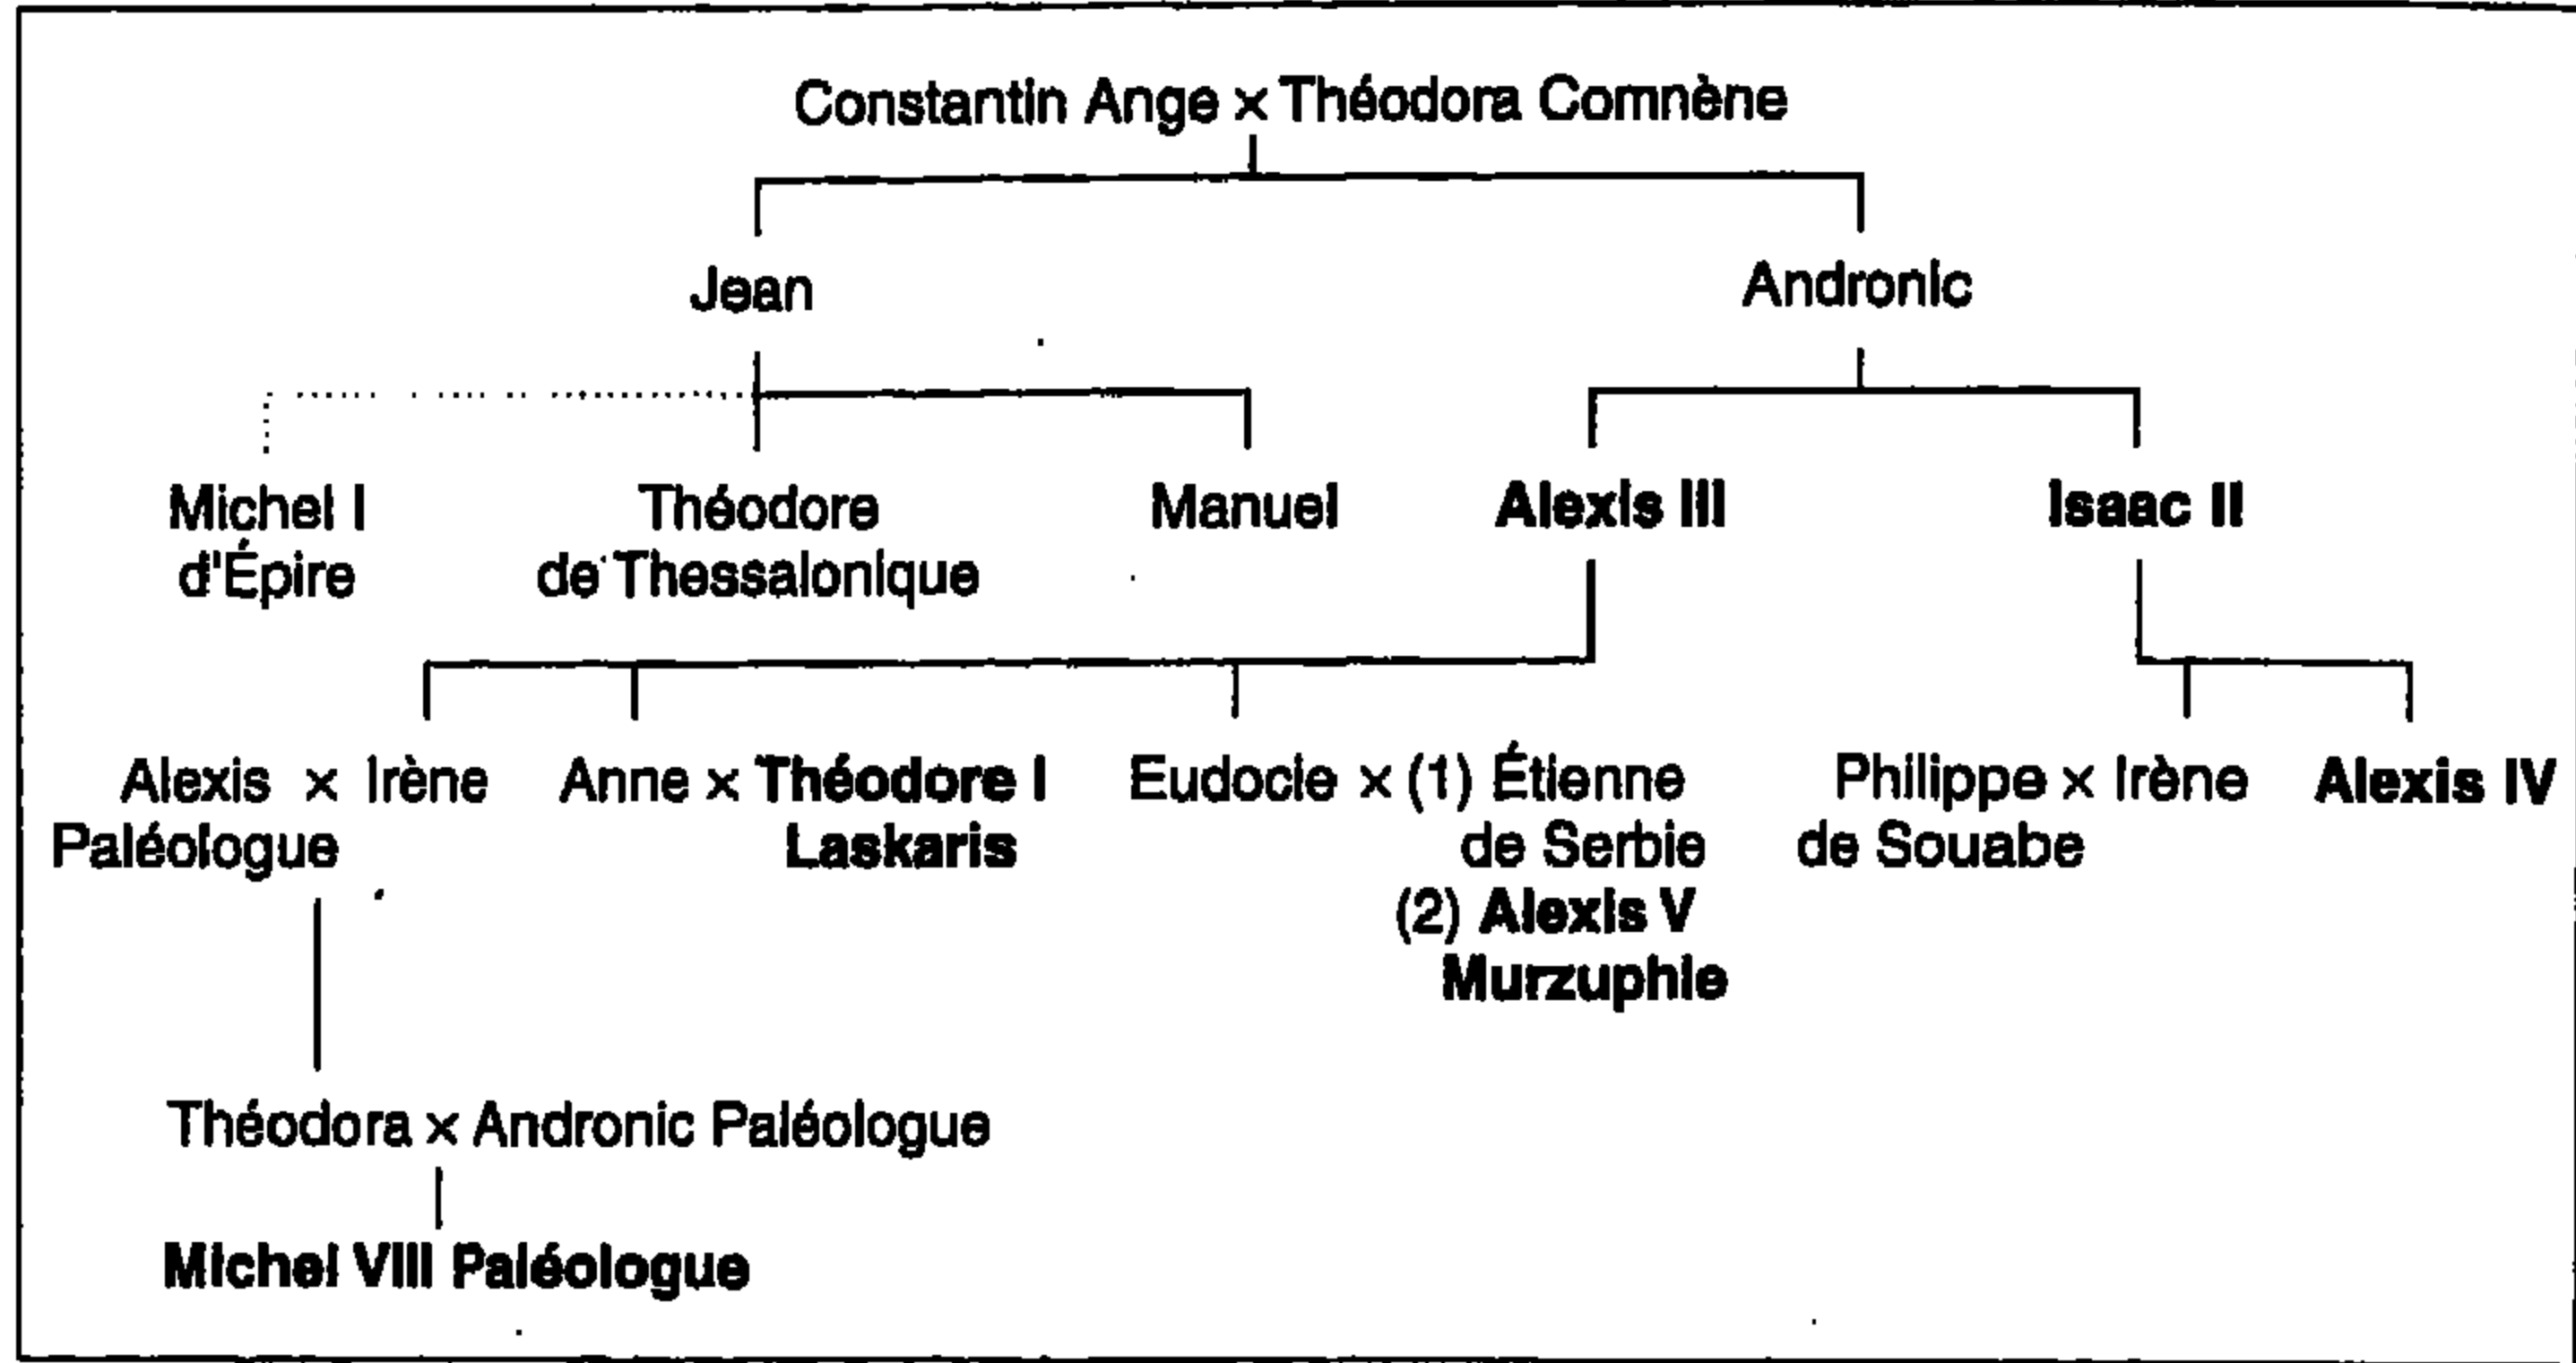 Constantin Ange × Théodora Comnène
Jean
Andronic
Michel I
d'Épire
Théodore
de Thessalonique
Manuel
Alexis III
Isaac II
Alexis × Irène
Paléologue
Anne × Théodore I
Laskaris
Eudocie × (1) Étienne
de Serbie
(2) Alexis V
Murzuphle
Philippe × Irène
de Souabe
Alexis IV
Théodora × Andronic Paléologue
Michel VIII Paléologue